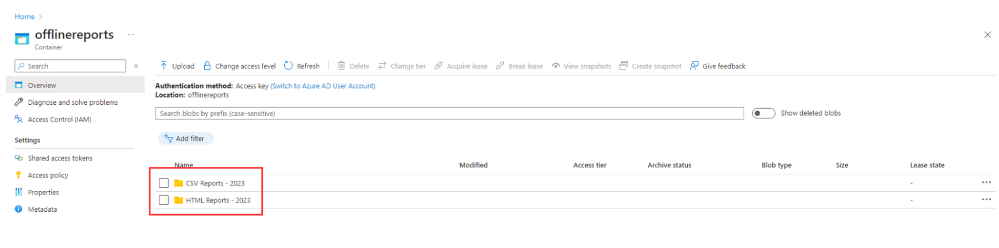 Home >
offlinereports ...
Container
Search «
Upload Change access level Refresh Delete Change tier Acquire lease Break lease View snapshots Create snapshot Give feedback
Overview
Diagnose and solve problems
Access Control (IAM)
Settings
Shared access tokens
Access policy
Properties
Metadata
Authentication method: Access key (Switch to Azure AD User Account)
Location: offlinereports
Search blobs by prefix (case-sensitive)
Show deleted blobs
Add filter
Name Modified Access tier Archive status Blob type Size Lease state
CSV Reports - 2023 - ...
HTML Reports - 2023 - ...